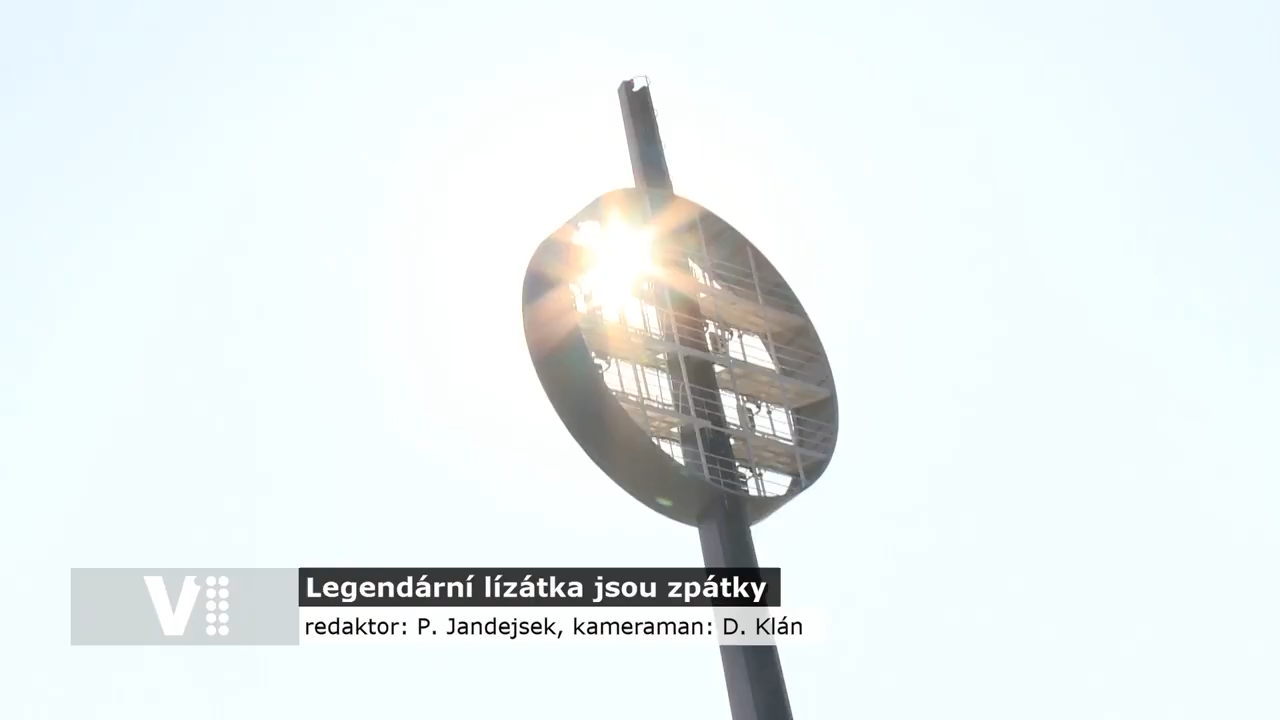 V
Legendární lízátka jsou zpátky
redaktor: P. Jandejsek, kameraman: D. Klán